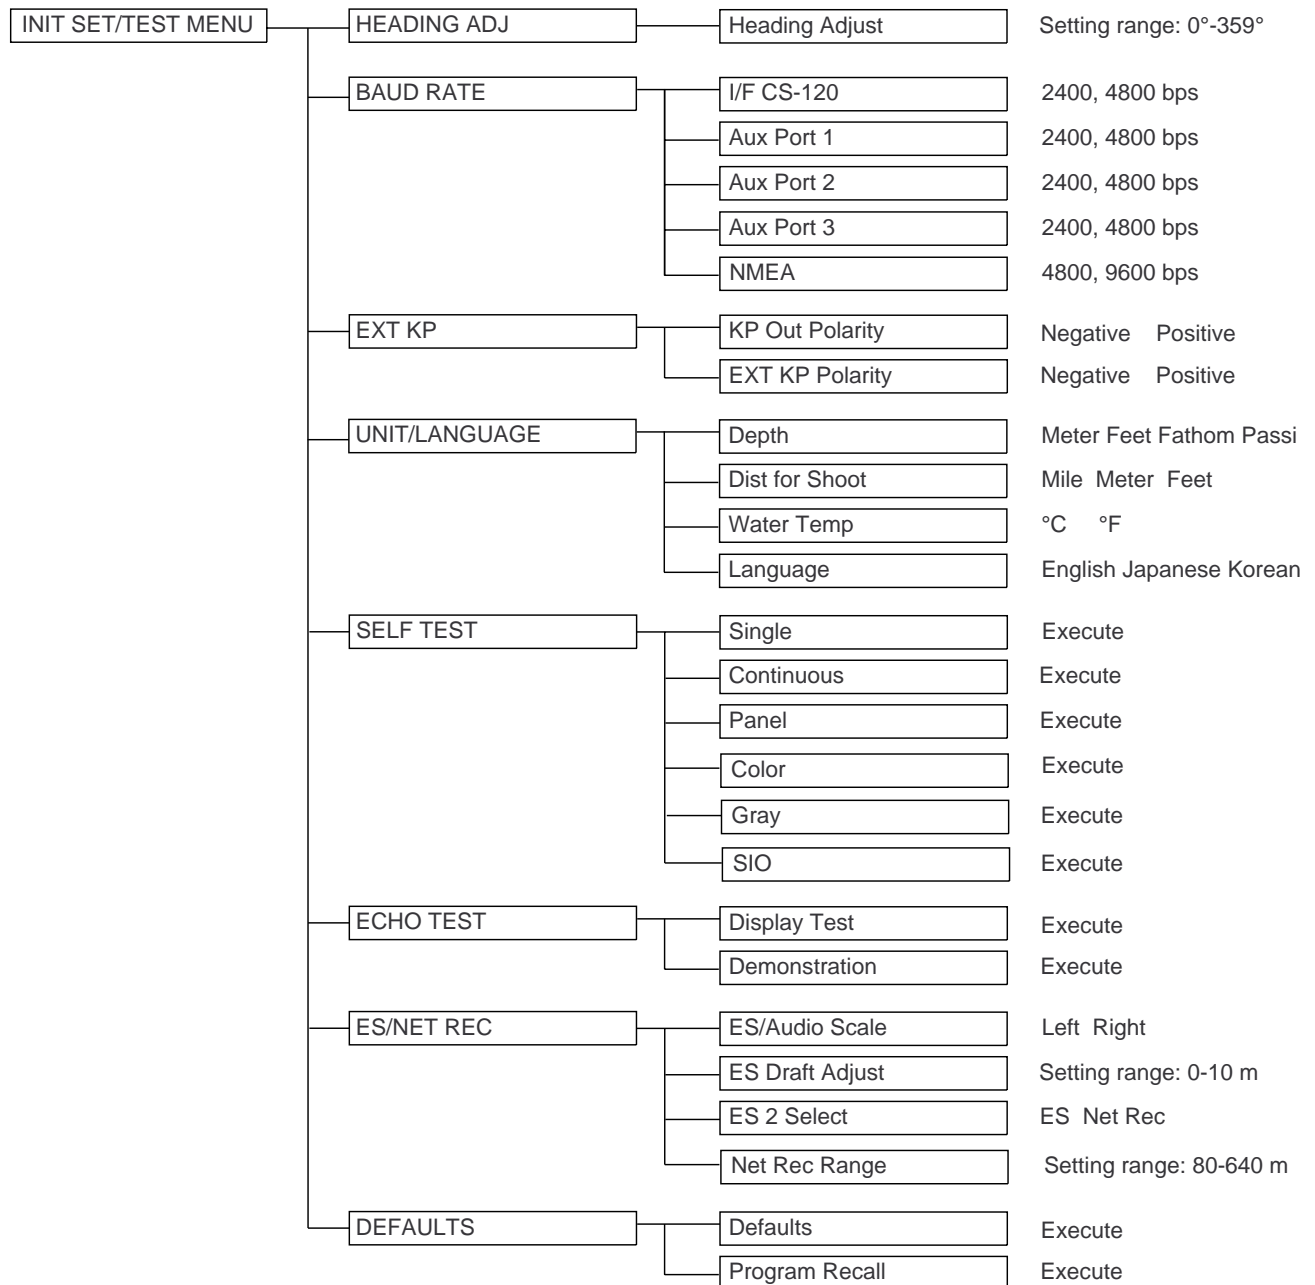 INIT SET/TEST MENU HEADING ADJ Heading Adjust Setting range: 0°-359°
BAUD RATE I/F CS-120 2400, 4800 bps
Aux Port 1 2400, 4800 bps
Aux Port 2 2400, 4800 bps
Aux Port 3 2400, 4800 bps
NMEA 4800, 9600 bps
EXT KP KP Out Polarity Negative Positive
EXT KP Polarity Negative Positive
UNIT/LANGUAGE Depth Meter Feet Fathom Passi
Dist for Shoot Mile Meter Feet
Water Temp °C °F
Language English Japanese Korean
SELF TEST Single Execute
Continuous Execute
Panel Execute
Color Execute
Gray Execute
SIO Execute
ECHO TEST Display Test Execute
Demonstration Execute
ES/NET REC ES/Audio Scale Left Right
ES Draft Adjust Setting range: 0-10 m
ES 2 Select ES Net Rec
Net Rec Range Setting range: 80-640 m
DEFAULTS Defaults Execute
Program Recall Execute